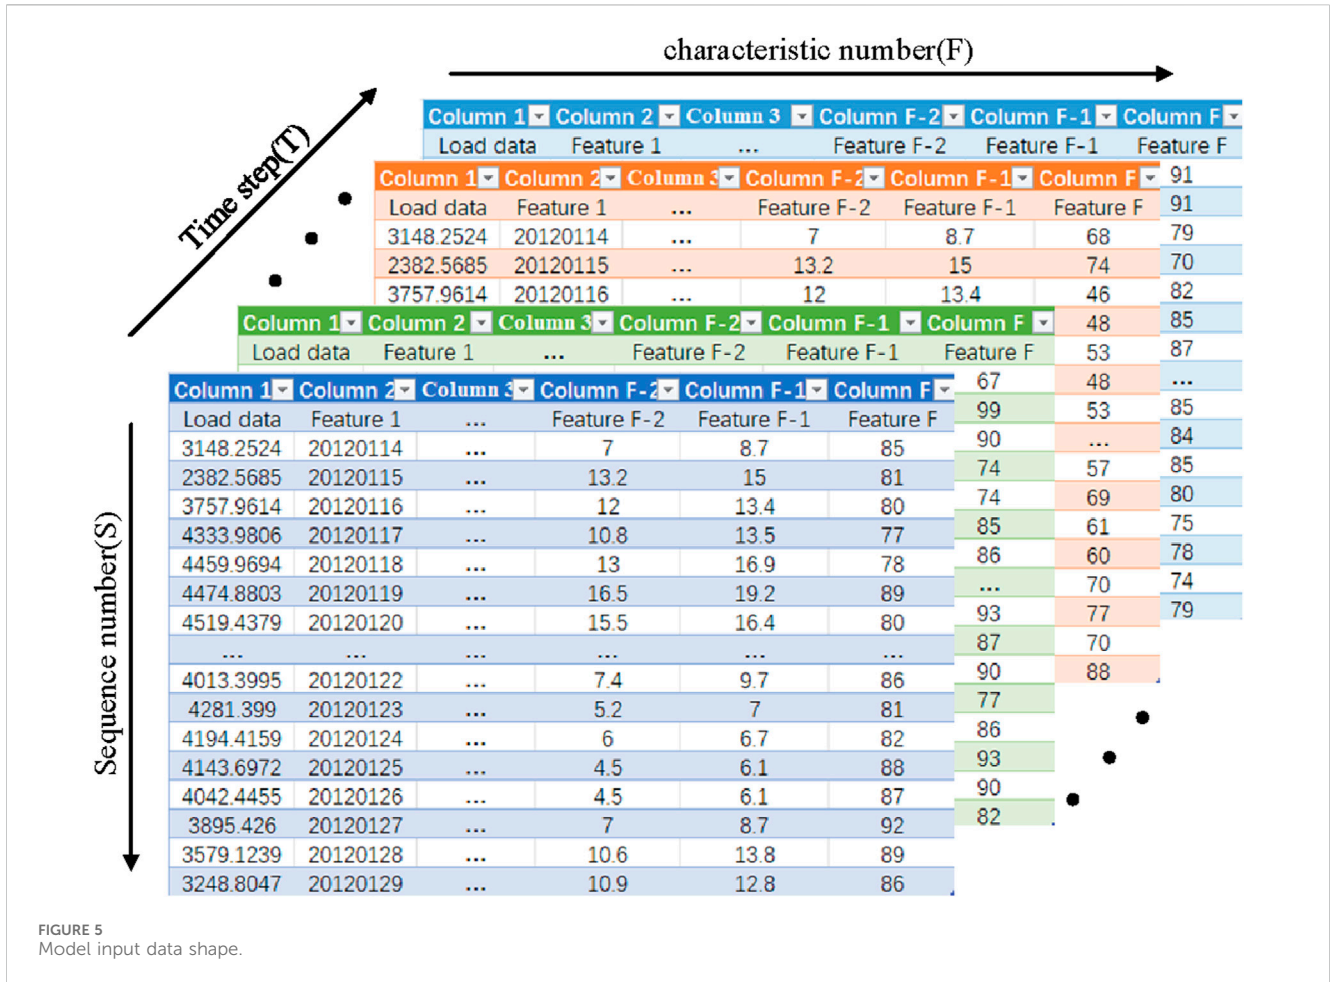 characteristic number(F)
Time step(T)
Sequence number(S)
Column 1 Column 2 Column 3 Column F-2 Column F-1 Column F
Load data Feature 1 ... Feature F-2 Feature F-1 Feature F
91
91
79
70
82
85
87
...
85
84
85
80
75
78
74
79
Column 1 Column 2 Column 3 Column F-2 Column F-1 Column F
Load data Feature 1 ... Feature F-2 Feature F-1 Feature F
3148.2524 20120114 ... 7 8.7 68
2382.5685 20120115 ... 13.2 15 74
3757.9614 20120116 ... 12 13.4 46
48
53
48
53
...
57
69
61
60
70
77
70
88
Column 1 Column 2 Column 3 Column F-2 Column F-1 Column F
Load data Feature 1 ... Feature F-2 Feature F-1 Feature F
67
99
90
74
74
85
86
...
93
87
90
77
86
93
90
82
Column 1 Column 2 Column 3 Column F-2 Column F-1 Column F
Load data Feature 1 ... Feature F-2 Feature F-1 Feature F
3148.2524 20120114 ... 7 8.7 85
2382.5685 20120115 ... 13.2 15 81
3757.9614 20120116 ... 12 13.4 80
4333.9806 20120117 ... 10.8 13.5 77
4459.9694 20120118 ... 13 16.9 78
4474.8803 20120119 ... 16.5 19.2 89
4519.4379 20120120 ... 15.5 16.4 80
... ... ... ... ... ...
4013.3995 20120122 ... 7.4 9.7 86
4281.399 20120123 ... 5.2 7 81
4194.4159 20120124 ... 6 6.7 82
4143.6972 20120125 ... 4.5 6.1 88
4042.4455 20120126 ... 4.5 6.1 87
3895.426 20120127 ... 7 8.7 92
3579.1239 20120128 ... 10.6 13.8 89
3248.8047 20120129 ... 10.9 12.8 86
FIGURE 5
Model input data shape.